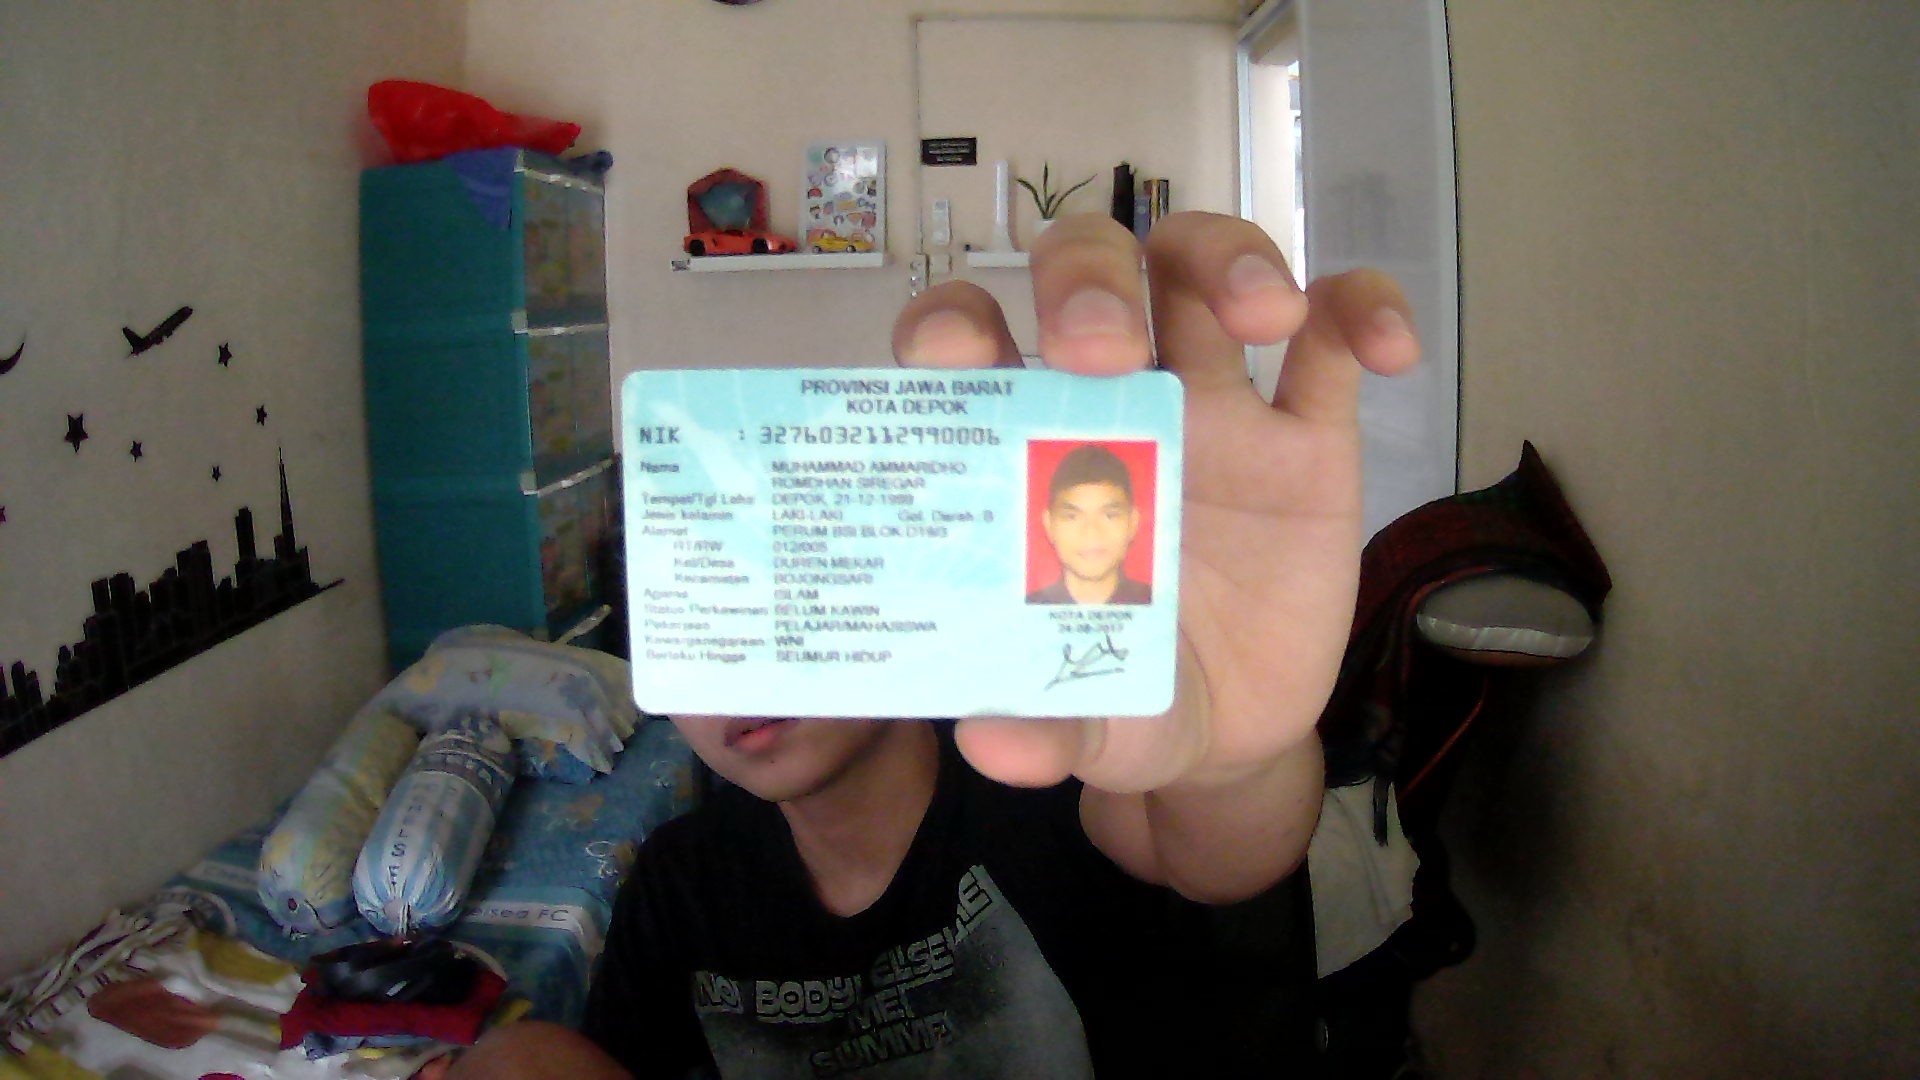 PROVINSI JAWA BARAT
KOTA DEPOK
NIK : 3276032112990006
Nama MUHAMMAD AMMARIDHO
ROMDHAN SIREGAR
Tempat/Tgl Lahir DEPOK, 21-12-1999
Jenis kelamin LAKI-LAKI Gol. Darah : B
Alamat PERUM BSI BLOK D19/3
RT/RW 012/005
Kel/Desa DUREN MEKAR
Kecamatan BOJONGSARI
Agama ISLAM
Status Perkawinan: BELUM KAWIN
Pekerjaan PELAJAR/MAHASISWA
Kewarganegaraan: WNI
Berlaku Hingga SEUMUR HIDUP
KOTA DEPOK
24-08-2017
elsea FC
NO BODY ELSE
ME
SUMME